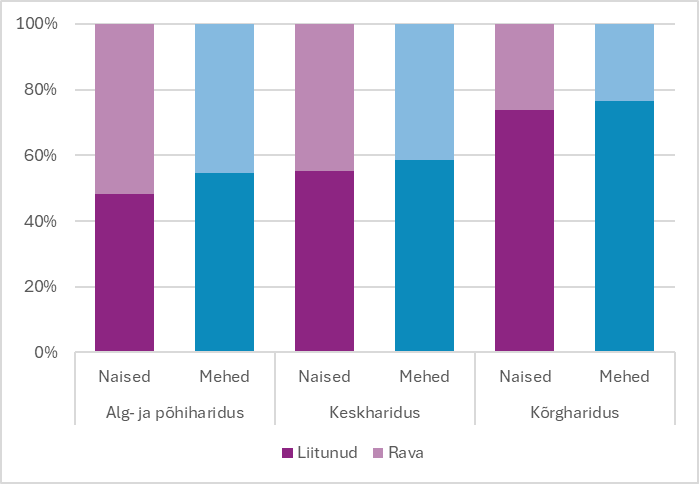 100%
80%
60%
40%
20%
0%
Naised Mehed Naised Mehed Naised Mehed
Alg- ja põhiharidus Keskharidus Kõrgharidus
Liitunud Rava